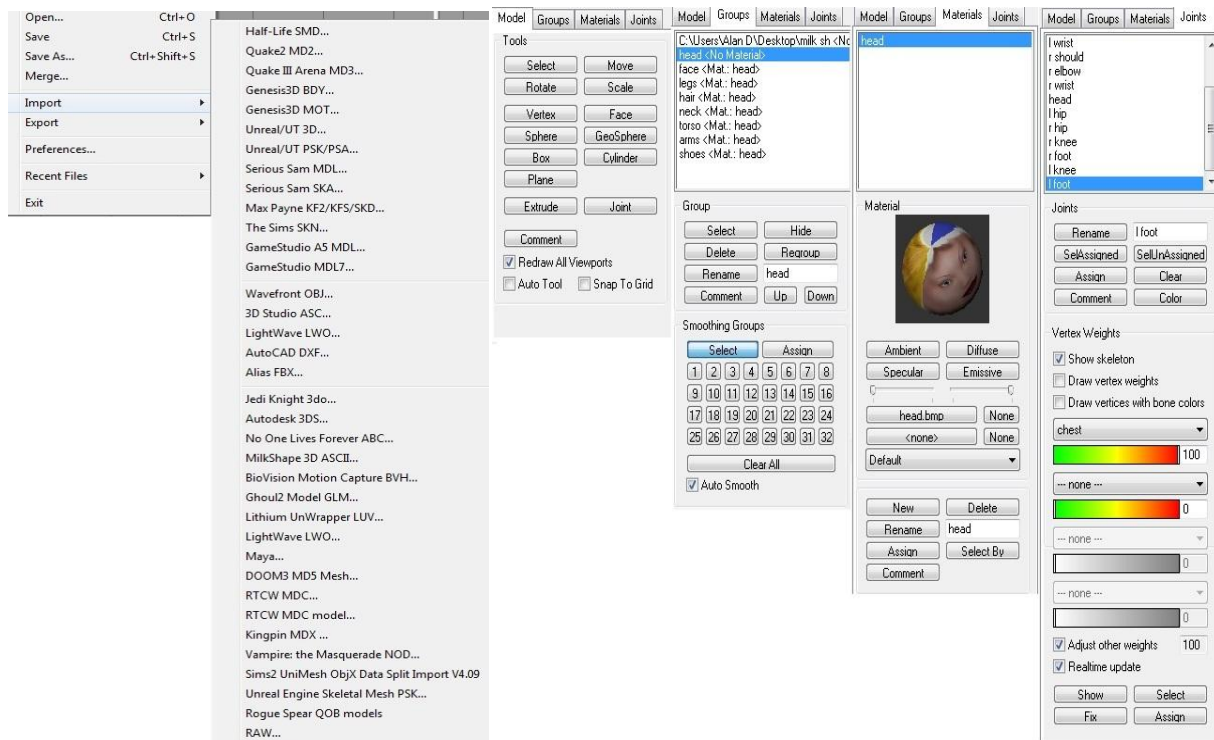 Open... Ctrl+O
Save Ctrl+S
Save As... Ctrl+Shift+S
Merge...
Import
Export
Preferences...
Recent Files
Exit
Half-Life SMD...
Quake2 MD2...
Quake III Arena MD3...
Genesis3D BDY...
Genesis3D MOT...
Unreal/UT 3D...
Unreal/UT PSK/PSA...
Serious Sam MDL...
Serious Sam SKA...
Max Payne KF2/KFS/SKD...
The Sims SKN...
GameStudio A5 MDL...
GameStudio MDL7...
Wavefront OBJ...
3D Studio ASC...
LightWave LWO...
AutoCAD DXF...
Alias FBX...
Jedi Knight 3do...
Autodesk 3DS...
No One Lives Forever ABC...
MilkShape 3D ASCII...
BioVision Motion Capture BVH...
Ghoul2 Model GLM...
Lithium UnWrapper LUV...
LightWave LWO...
Maya...
DOOM3 MD5 Mesh...
RTCW MDC...
RTCW MDC model...
Kingpin MDX ...
Vampire: the Masquerade NOD...
Sims2 UniMesh ObjX Data Split Import V4.09
Unreal Engine Skeletal Mesh PSK...
Rogue Spear QOB models
RAW...
Model Groups Materials Joints
Tools
Select Move
Rotate Scale
Vertex Face
Sphere GeoSphere
Box Cylinder
Plane
Extrude Joint
Comment
Redraw All Viewports
Auto Tool Snap To Grid
Model Groups Materials Joints
C:\Users\Alan D\Desktop\milk sh <No
head <No Material>
face <Mat.: head>
legs <Mat.: head>
hair <Mat.: head>
neck <Mat.: head>
torso <Mat.: head>
arms <Mat.: head>
shoes <Mat.: head>
Group
Select Hide
Delete Regroup
Rename head
Comment Up Down
Smoothing Groups
Select Assign
1 2 3 4 5 6 7 8
9 10 11 12 13 14 15 16
17 18 19 20 21 22 23 24
25 26 27 28 29 30 31 32
Clear All
Auto Smooth
Model Groups Materials Joints
head
Material
Ambient Diffuse
Specular Emissive
head.bmp None
<none> None
Default
New Delete
Rename head
Assign Select By
Comment
Model Groups Materials Joints
l wrist
r should
r elbow
r wrist
head
l hip
r hip
r knee
r foot
l knee
l foot
Joints
Rename l foot
SelAssigned SelUnAssigned
Assign Clear
Comment Color
Vertex Weights
Show skeleton
Draw vertex weights
Draw vertices with bone colors
chest
100
--- none ---
0
--- none ---
0
--- none ---
0
Adjust other weights 100
Realtime update
Show Select
Fix Assign